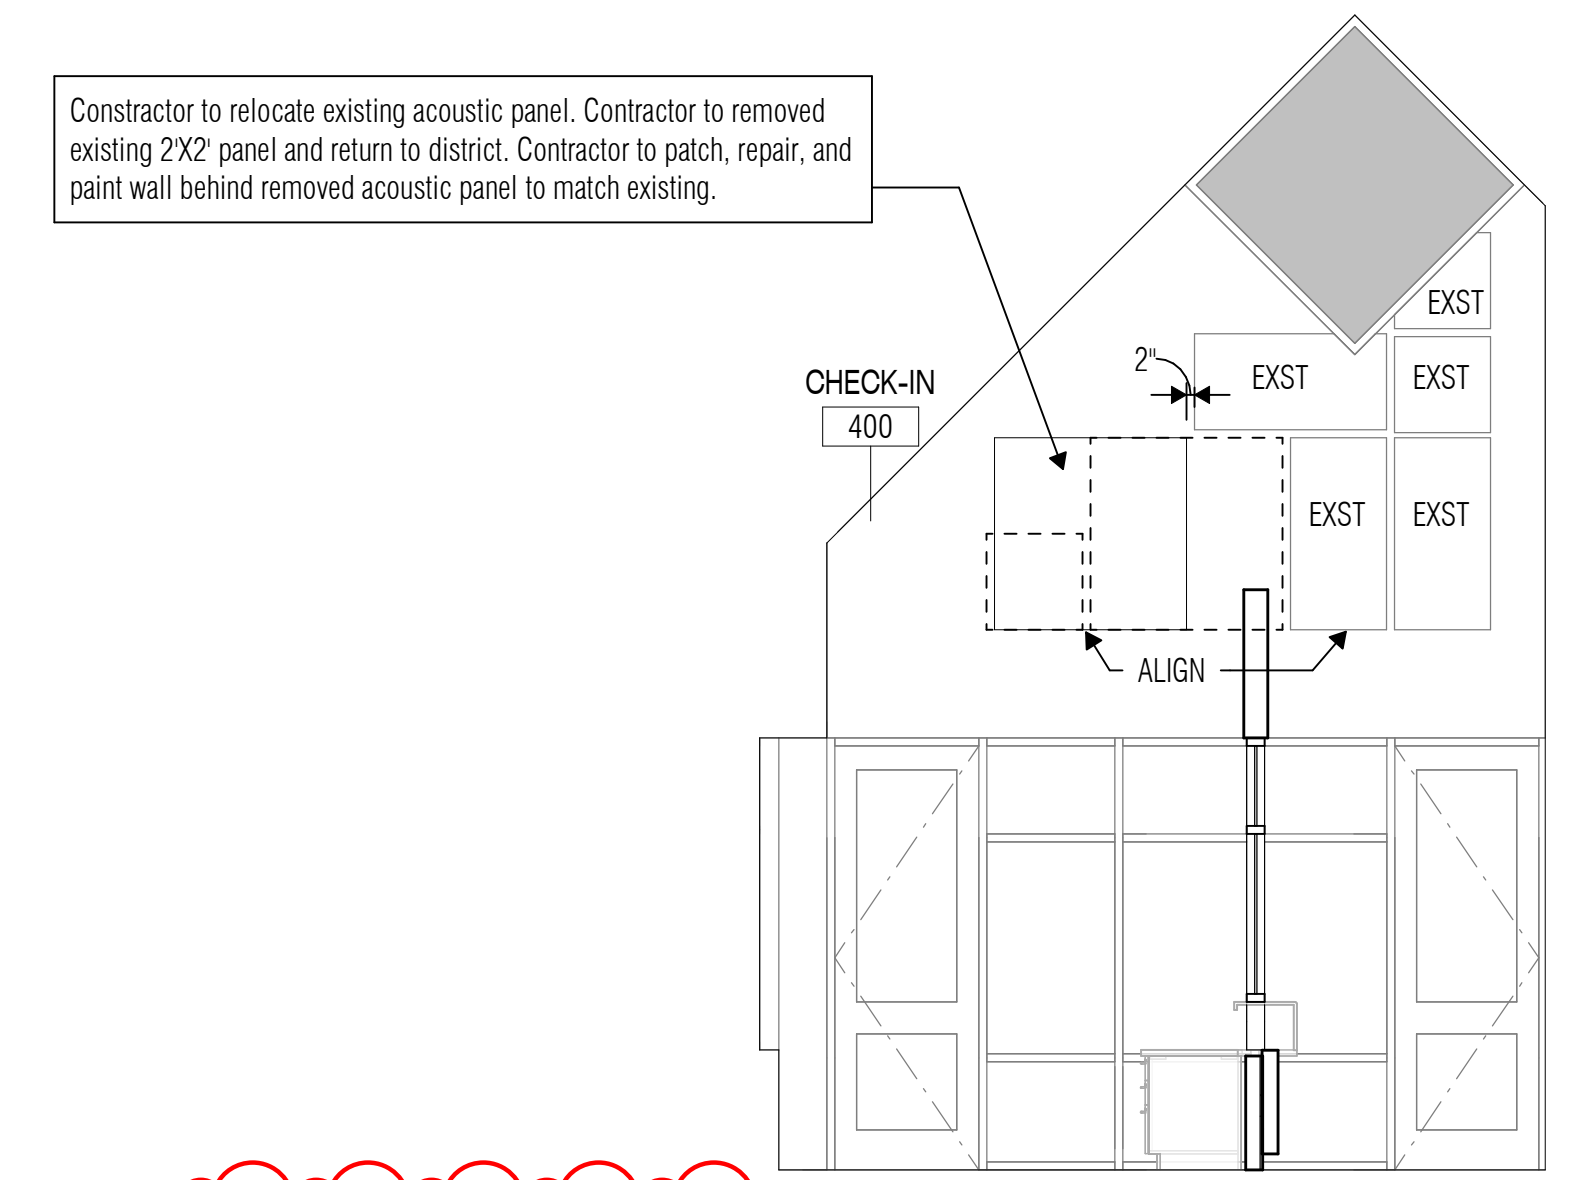 Constractor to relocate existing acoustic panel. Contractor to removed
existing 2'X2' panel and return to district. Contractor to patch, repair, and
paint wall behind removed acoustic panel to match existing.
EXST
2"
EXST
EXST
CHECK-IN
400
EXST
EXST
ALIGN